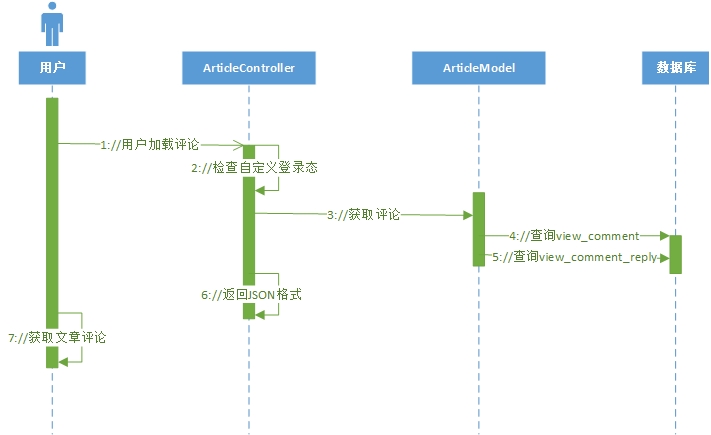 用户
ArticleController
ArticleModel
数据库
1://用户加载评论
2://检查自定义登录态
3://获取评论
4://查询view_comment
5://查询view_comment_reply
6://返回JSON格式
7://获取文章评论